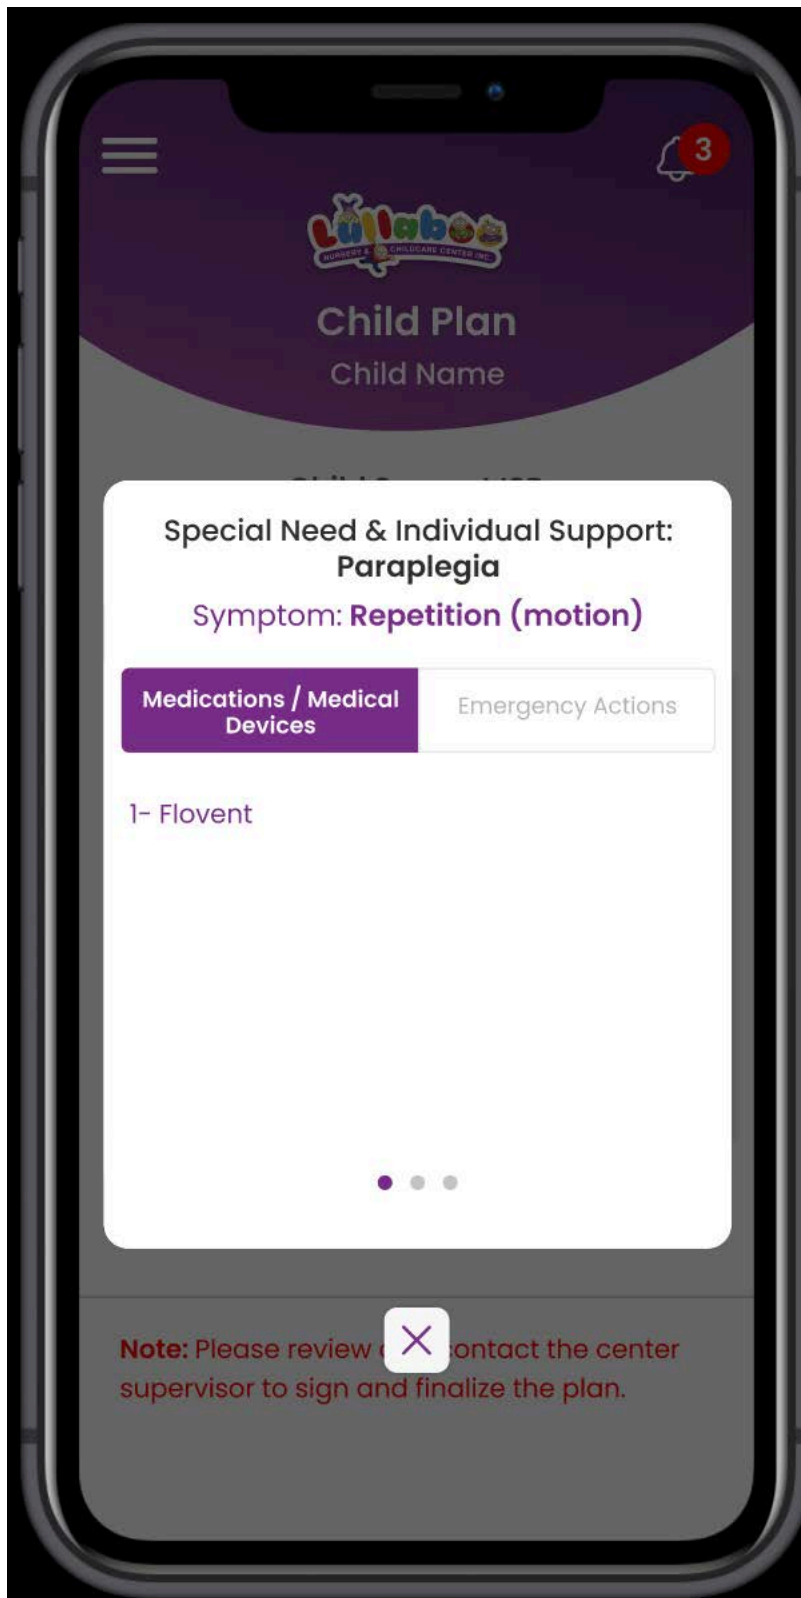 3
Lullaboo
NURSERY & CHILDCARE CENTER INC.
Child Plan
Child Name
Special Need & Individual Support:
Paraplegia
Symptom: Repetition (motion)
Medications / Medical
Devices
Emergency Actions
1- Flovent
Note: Please review contact the center
supervisor to sign and finalize the plan.